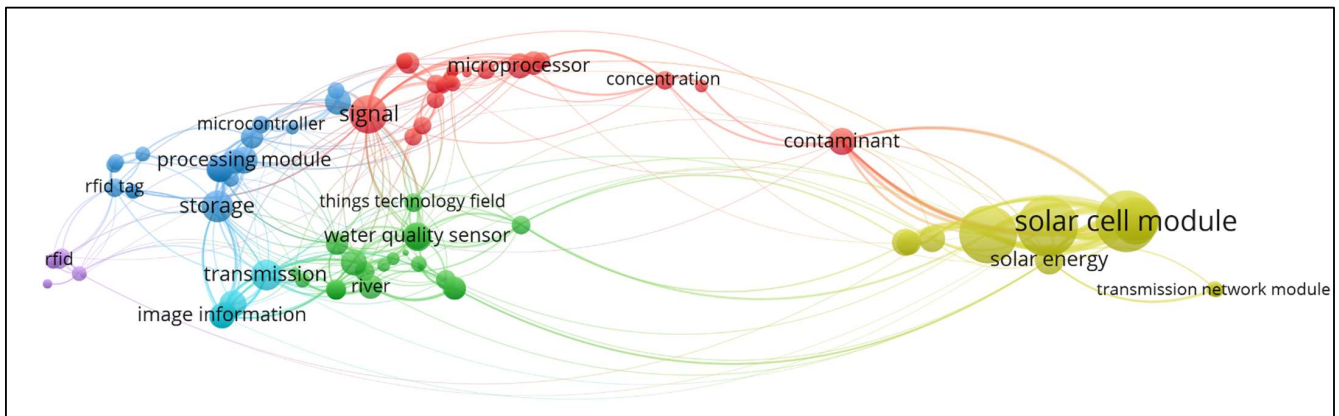 microprocessor
concentration
signal
microcontroller
contaminant
processing module
rfid tag
things technology field
storage
solar cell module
water quality sensor
rfid
solar energy
transmission
river
transmission network module
image information